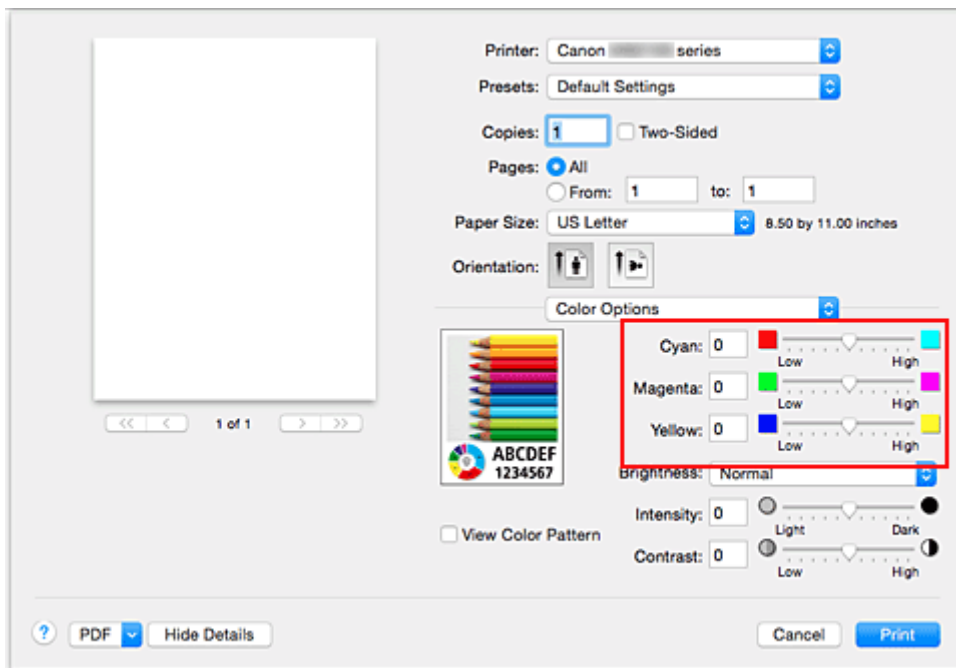 Printer: Canon series
Presets: Default Settings
Copies: 1 Two-Sided
Pages: All
From: 1 to: 1
Paper Size: US Letter 8.50 by 11.00 inches
Orientation:
Color Options
Cyan: 0
Low High
Magenta: 0
Low High
Yellow: 0
Low High
ABCDEF
1234567
<< < 1 of 1 > >>
Brightness: Normal
Intensity: 0
Light Dark
View Color Pattern
Contrast: 0
Low High
? PDF Hide Details Cancel Print